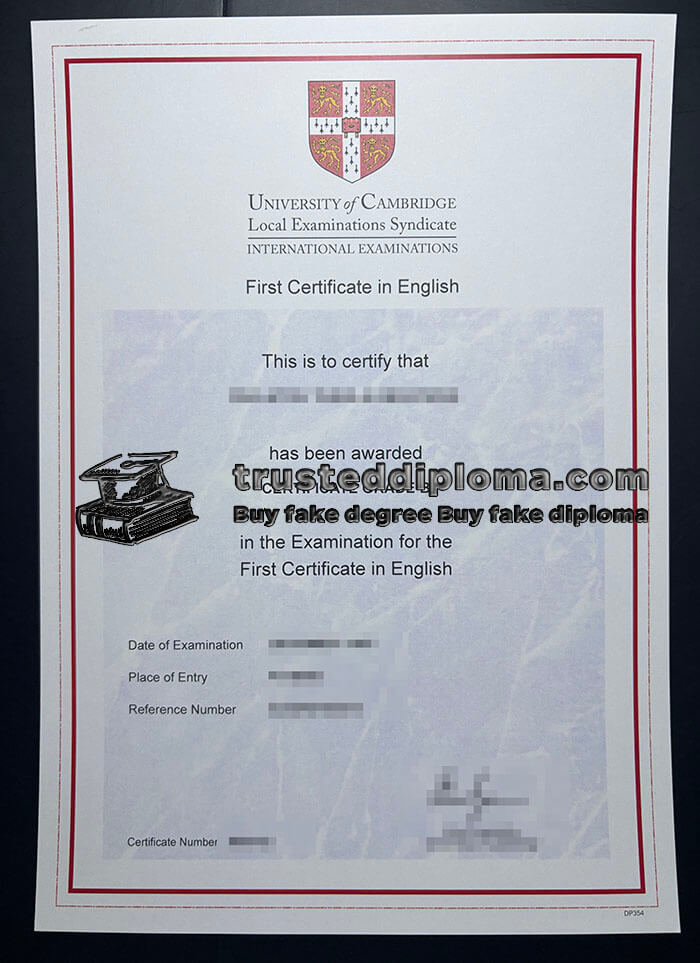 UNIVERSITY of CAMBRIDGE
Local Examinations Syndicate
INTERNATIONAL EXAMINATIONS
First Certificate in English
This is to certify that
has been awarded
trusteddiploma.com
CERTIFICATE GRADE
Buy fake degree Buy fake diploma
in the Examination for the
First Certificate in English
Date of Examination
Place of Entry
Reference Number
Certificate Number
DP354